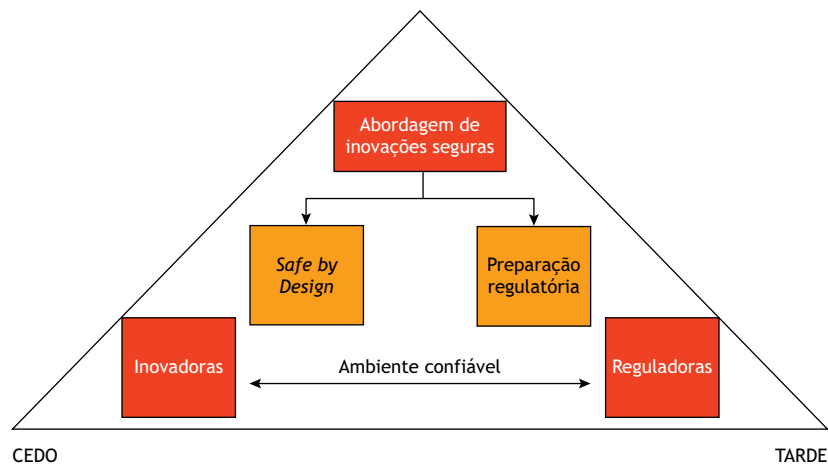 Abordagem de
inovações seguras
Safe by
Design
Preparação
regulatória
Inovadoras
Ambiente confiável
Reguladoras
CEDO
TARDE